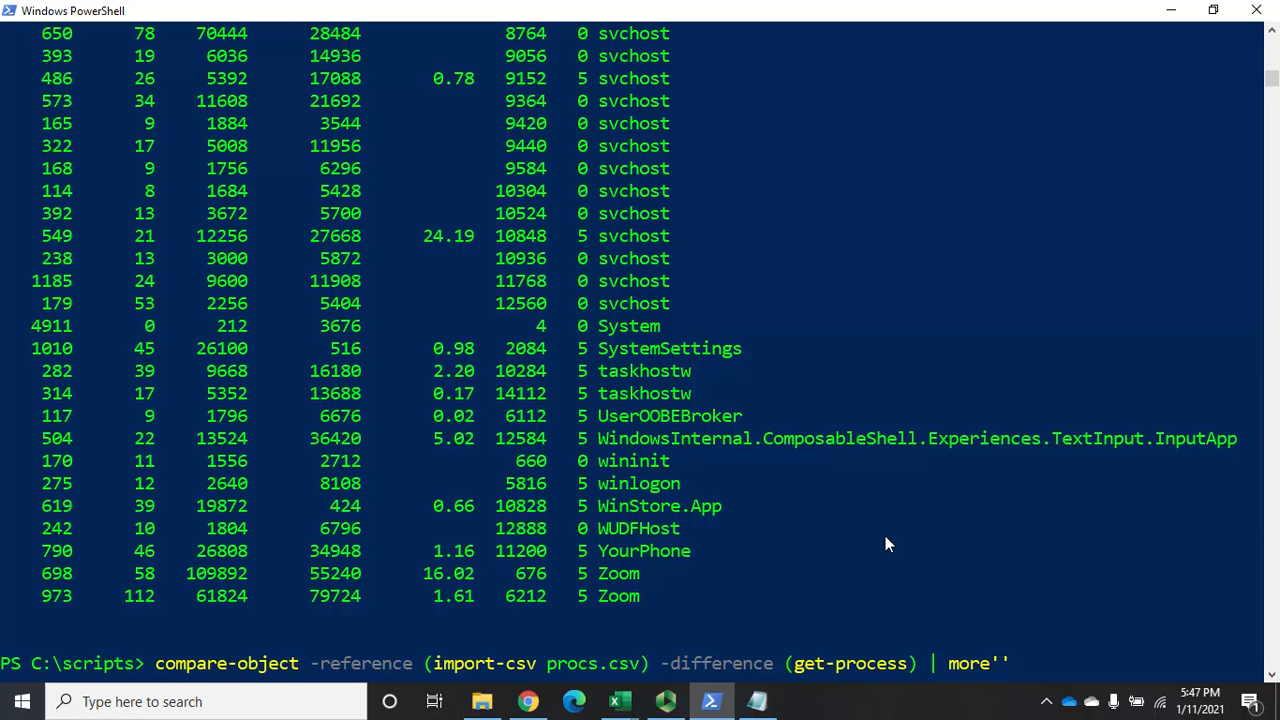 Windows PowerShell
650 78 70444 28484 8764 0 svchost
393 19 6036 14936 9056 0 svchost
486 26 5392 17088 0.78 9152 5 svchost
573 34 11608 21692 9364 0 svchost
165 9 1884 3544 9420 0 svchost
322 17 5008 11956 9440 0 svchost
168 9 1756 6296 9584 0 svchost
114 8 1684 5428 10304 0 svchost
392 13 3672 5700 10524 0 svchost
549 21 12256 27668 24.19 10848 5 svchost
238 13 3000 5872 10936 0 svchost
1185 24 9600 11908 11768 0 svchost
179 53 2256 5404 12560 0 svchost
4911 0 212 3676 4 0 System
1010 45 26100 516 0.98 2084 5 SystemSettings
282 39 9668 16180 2.20 10284 5 taskhostw
314 17 5352 13688 0.17 14112 5 taskhostw
117 9 1796 6676 0.02 6112 5 UserOOBEBroker
504 22 13524 36420 5.02 12584 5 WindowsInternal.ComposableShell.Experiences.TextInput.InputApp
170 11 1556 2712 660 0 wininit
275 12 2640 8108 5816 5 winlogon
619 39 19872 424 0.66 10828 5 WinStore.App
242 10 1804 6796 12888 0 WUDFHost
790 46 26808 34948 1.16 11200 5 YourPhone
698 58 109892 55240 16.02 676 5 Zoom
973 112 61824 79724 1.61 6212 5 Zoom
PS C:\scripts> compare-object -reference (import-csv procs.csv) -difference (get-process) | more''
Type here to search
5:47 PM
1/11/2021
1